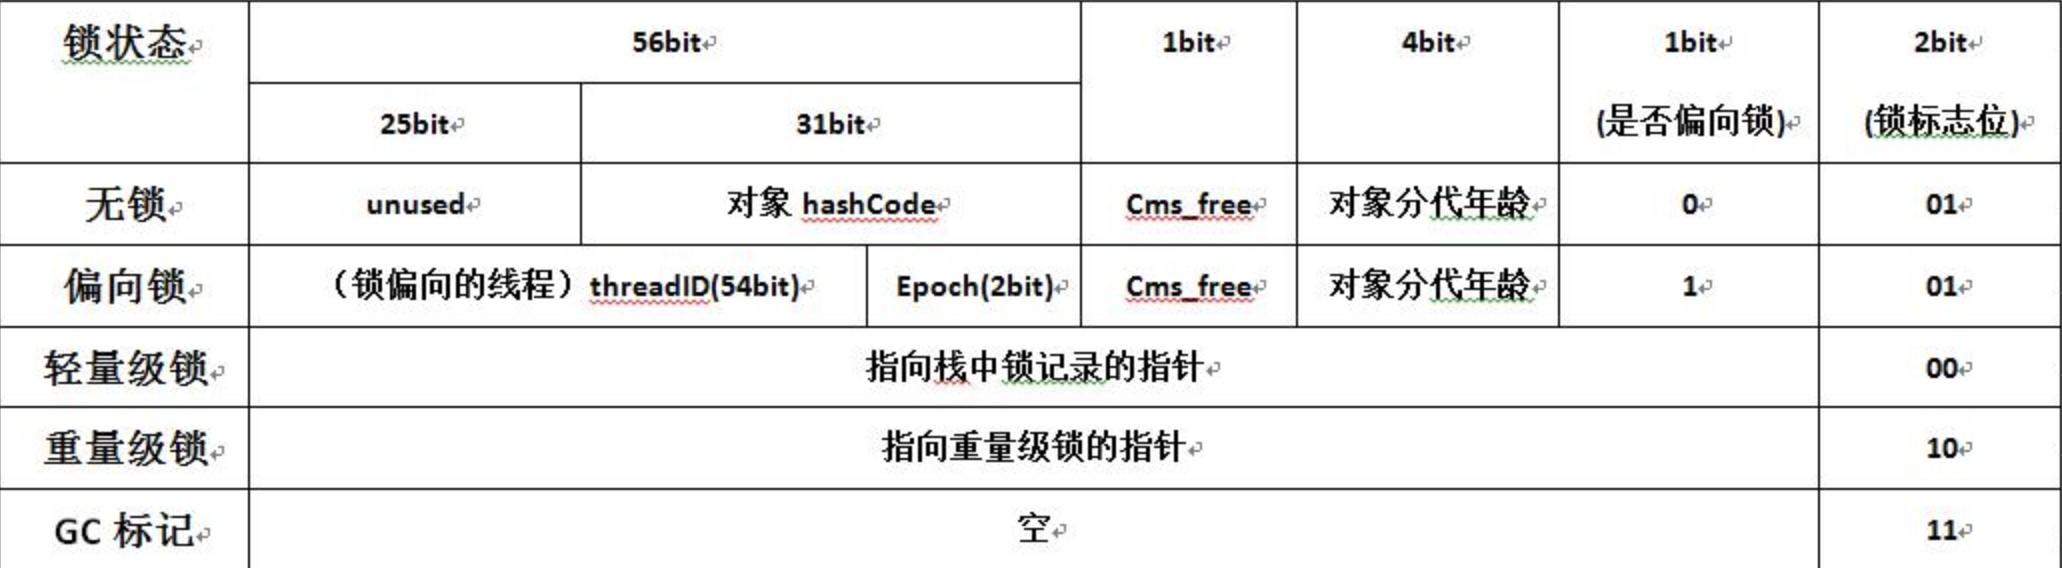 锁状态 56bit 1bit 4bit 1bit 2bit
25bit 31bit (是否偏向锁) (锁标志位)
无锁 unused 对象 hashCode Cms_free 对象分代年龄 0 01
偏向锁 （锁偏向的线程）threadID(54bit) Epoch(2bit) Cms_free 对象分代年龄 1 01
轻量级锁 指向栈中锁记录的指针 00
重量级锁 指向重量级锁的指针 10
GC 标记 空 11